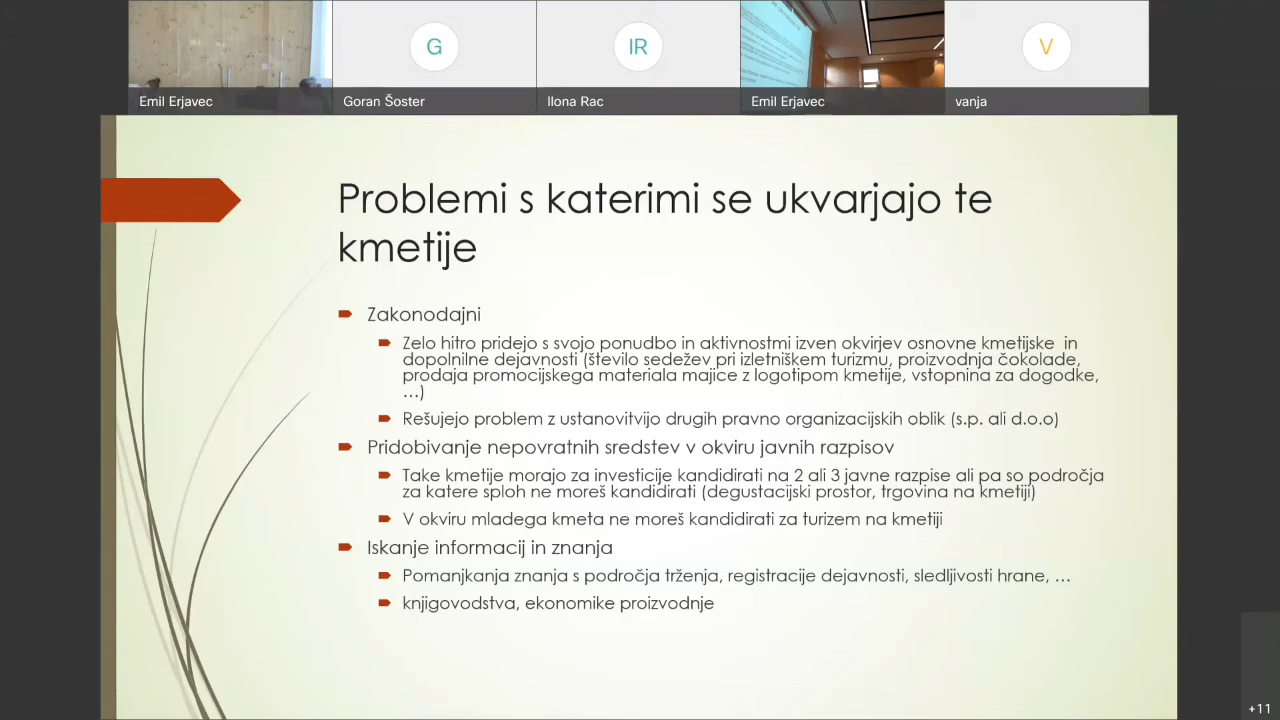 G
IR
V
Emil Erjavec
Goran Šoster
Ilona Rac
Emil Erjavec
vanja
Problemi s katerimi se ukvarjajo te
kmetije
Zakonodajni
Zelo hitro pridejo s svojo ponudbo in aktivnostmi izven okvirjev osnovne kmetijske in
dopolnilne dejavnosti (število sedežev pri izletniškem turizmu, proizvodnja čokolade,
prodaja promocijskega materiala majice z logotipom kmetije, vstopnina za dogodke,
…)
Rešujejo problem z ustanovitvijo drugih pravno organizacijskih oblik (s.p. ali d.o.o)
Pridobivanje nepovratnih sredstev v okviru javnih razpisov
Take kmetije morajo za investicije kandidirati na 2 ali 3 javne razpise ali pa so področja
za katere sploh ne moreš kandidirati (degustacijski prostor, trgovina na kmetiji)
V okviru mladega kmeta ne moreš kandidirati za turizem na kmetiji
Iskanje informacij in znanja
Pomanjkanja znanja s področja trženja, registracije dejavnosti, sledljivosti hrane, …
knjigovodstva, ekonomike proizvodnje
+11